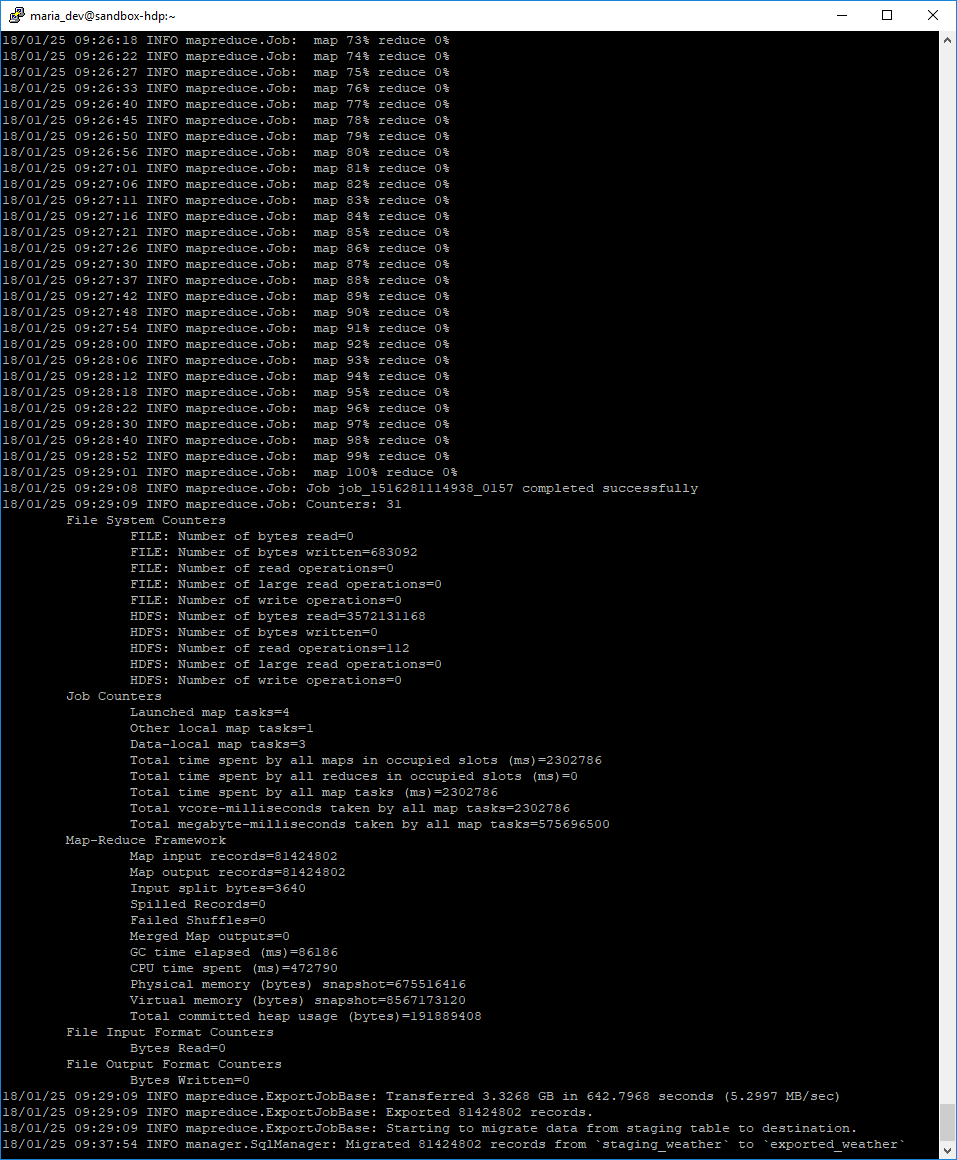 maria_dev@sandbox-hdp:~
18/01/25 09:26:18 INFO mapreduce.Job:  map 73% reduce 0%
18/01/25 09:26:22 INFO mapreduce.Job:  map 74% reduce 0%
18/01/25 09:26:27 INFO mapreduce.Job:  map 75% reduce 0%
18/01/25 09:26:33 INFO mapreduce.Job:  map 76% reduce 0%
18/01/25 09:26:40 INFO mapreduce.Job:  map 77% reduce 0%
18/01/25 09:26:45 INFO mapreduce.Job:  map 78% reduce 0%
18/01/25 09:26:50 INFO mapreduce.Job:  map 79% reduce 0%
18/01/25 09:26:56 INFO mapreduce.Job:  map 80% reduce 0%
18/01/25 09:27:01 INFO mapreduce.Job:  map 81% reduce 0%
18/01/25 09:27:06 INFO mapreduce.Job:  map 82% reduce 0%
18/01/25 09:27:11 INFO mapreduce.Job:  map 83% reduce 0%
18/01/25 09:27:16 INFO mapreduce.Job:  map 84% reduce 0%
18/01/25 09:27:21 INFO mapreduce.Job:  map 85% reduce 0%
18/01/25 09:27:26 INFO mapreduce.Job:  map 86% reduce 0%
18/01/25 09:27:30 INFO mapreduce.Job:  map 87% reduce 0%
18/01/25 09:27:37 INFO mapreduce.Job:  map 88% reduce 0%
18/01/25 09:27:42 INFO mapreduce.Job:  map 89% reduce 0%
18/01/25 09:27:48 INFO mapreduce.Job:  map 90% reduce 0%
18/01/25 09:27:54 INFO mapreduce.Job:  map 91% reduce 0%
18/01/25 09:28:00 INFO mapreduce.Job:  map 92% reduce 0%
18/01/25 09:28:06 INFO mapreduce.Job:  map 93% reduce 0%
18/01/25 09:28:12 INFO mapreduce.Job:  map 94% reduce 0%
18/01/25 09:28:18 INFO mapreduce.Job:  map 95% reduce 0%
18/01/25 09:28:22 INFO mapreduce.Job:  map 96% reduce 0%
18/01/25 09:28:30 INFO mapreduce.Job:  map 97% reduce 0%
18/01/25 09:28:40 INFO mapreduce.Job:  map 98% reduce 0%
18/01/25 09:28:52 INFO mapreduce.Job:  map 99% reduce 0%
18/01/25 09:29:01 INFO mapreduce.Job:  map 100% reduce 0%
18/01/25 09:29:08 INFO mapreduce.Job: Job job_1516281114938_0157 completed successfully
18/01/25 09:29:09 INFO mapreduce.Job: Counters: 31
File System Counters
FILE: Number of bytes read=0
FILE: Number of bytes written=683092
FILE: Number of read operations=0
FILE: Number of large read operations=0
FILE: Number of write operations=0
HDFS: Number of bytes read=3572131168
HDFS: Number of bytes written=0
HDFS: Number of read operations=112
HDFS: Number of large read operations=0
HDFS: Number of write operations=0
Job Counters
Launched map tasks=4
Other local map tasks=1
Data-local map tasks=3
Total time spent by all maps in occupied slots (ms)=2302786
Total time spent by all reduces in occupied slots (ms)=0
Total time spent by all map tasks (ms)=2302786
Total vcore-milliseconds taken by all map tasks=2302786
Total megabyte-milliseconds taken by all map tasks=575696500
Map-Reduce Framework
Map input records=81424802
Map output records=81424802
Input split bytes=3640
Spilled Records=0
Failed Shuffles=0
Merged Map outputs=0
GC time elapsed (ms)=86186
CPU time spent (ms)=472790
Physical memory (bytes) snapshot=675516416
Virtual memory (bytes) snapshot=8567173120
Total committed heap usage (bytes)=191889408
File Input Format Counters
Bytes Read=0
File Output Format Counters
Bytes Written=0
18/01/25 09:29:09 INFO mapreduce.ExportJobBase: Transferred 3.3268 GB in 642.7968 seconds (5.2997 MB/sec)
18/01/25 09:29:09 INFO mapreduce.ExportJobBase: Exported 81424802 records.
18/01/25 09:29:09 INFO mapreduce.ExportJobBase: Starting to migrate data from staging table to destination.
18/01/25 09:37:54 INFO manager.SqlManager: Migrated 81424802 records from `staging_weather` to `exported_weather`